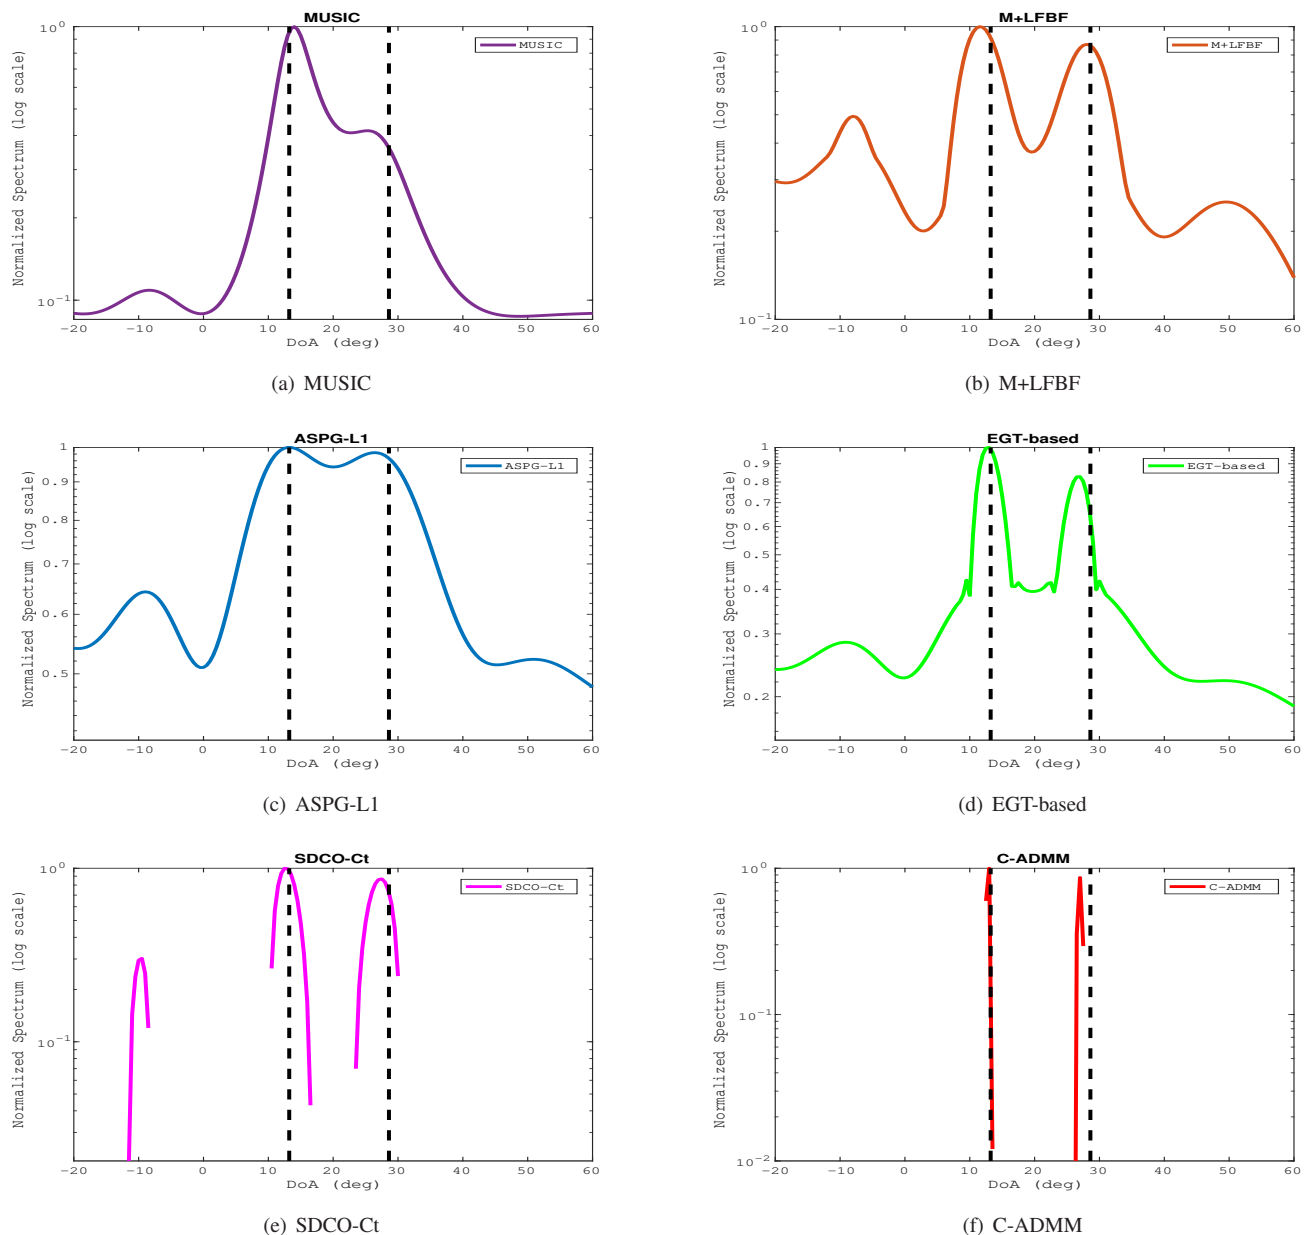 MUSIC
10^0
MUSIC
Normalized Spectrum (log scale)
10^-1
-20 -10 0 10 20 30 40 50 60
DoA (deg)
(a) MUSIC
M+LFBF
10^0
M+LFBF
Normalized Spectrum (log scale)
10^-1
-20 -10 0 10 20 30 40 50 60
DoA (deg)
(b) M+LFBF
ASPG-L1
1
ASPG-L1
0.9
0.8
0.7
0.6
0.5
Normalized Spectrum (log scale)
-20 -10 0 10 20 30 40 50 60
DoA (deg)
(c) ASPG-L1
EGT-based
1
EGT-based
0.9
0.8
0.7
0.6
0.5
0.4
0.3
0.2
Normalized Spectrum (log scale)
-20 -10 0 10 20 30 40 50 60
DoA (deg)
(d) EGT-based
SDCO-Ct
10^0
SDCO-Ct
Normalized Spectrum (log scale)
10^-1
-20 -10 0 10 20 30 40 50 60
DoA (deg)
(e) SDCO-Ct
C-ADMM
10^0
C-ADMM
Normalized Spectrum (log scale)
10^-1
10^-2
-20 -10 0 10 20 30 40 50 60
DoA (deg)
(f) C-ADMM